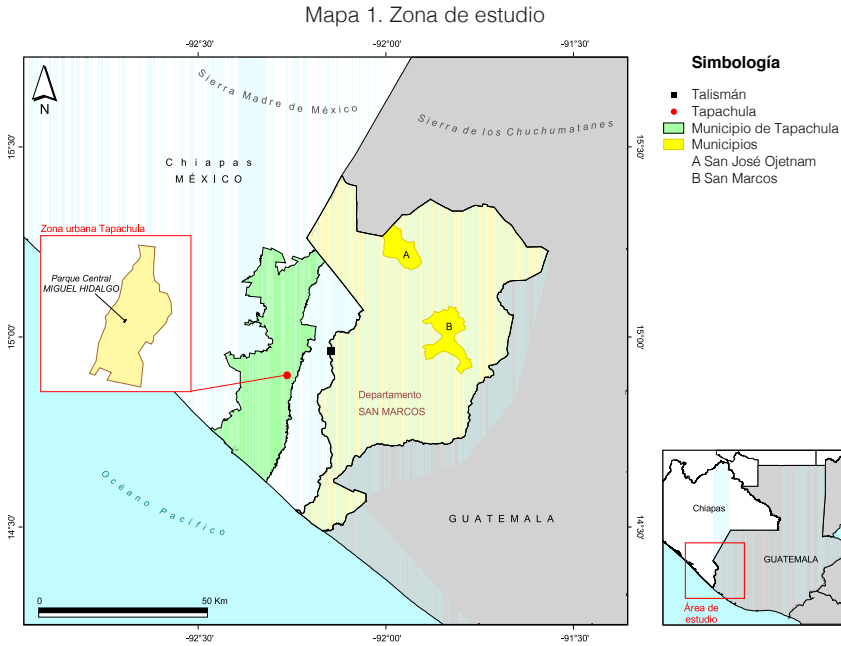 Mapa 1. Zona de estudio
-92°30'
-92°00'
-91°30'
Simbología
Talismán
Tapachula
Municipio de Tapachula
Municipios
A San José Ojetnam
B San Marcos
N
Sierra Madre de México
Sierra de los Chuchumatanes
15°30'
15°30'
Chiapas
MÉXICO
Zona urbana Tapachula
Parque Central
MIGUEL HIDALGO
A
B
15°00'
15°00'
Departamento
SAN MARCOS
Océano Pacífico
GUATEMALA
14°30'
14°30'
0
50 Km
-92°30'
-92°00'
-91°30'
Chiapas
GUATEMALA
Área de
estudio